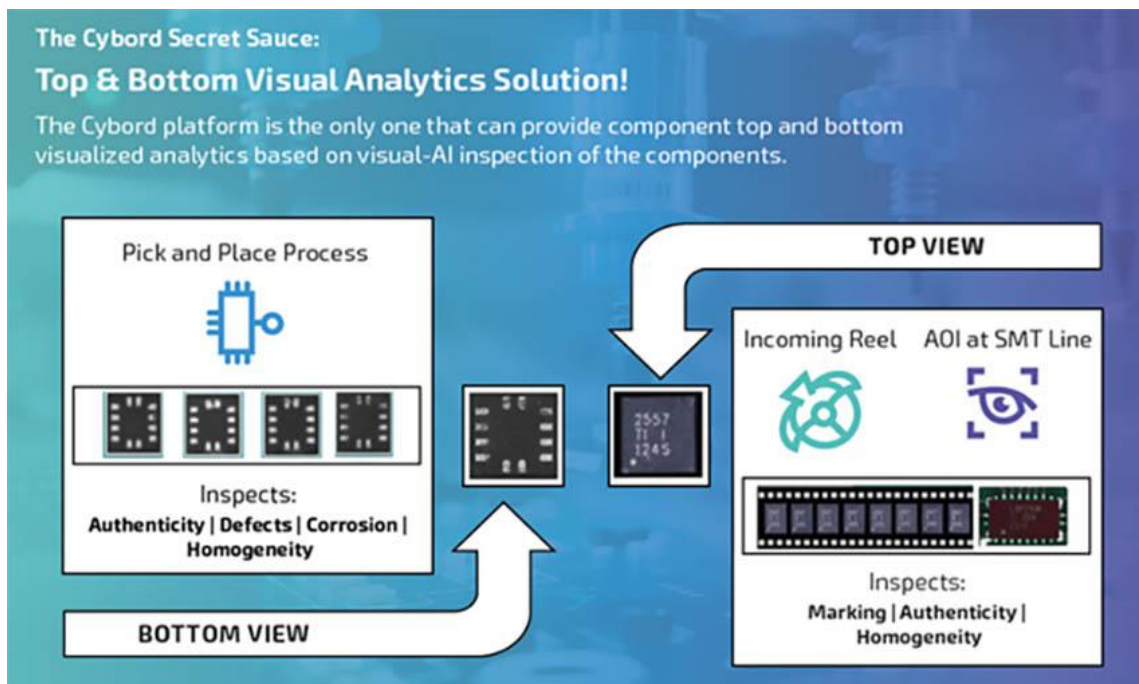 The Cybord Secret Sauce:
Top & Bottom Visual Analytics Solution!
The Cybord platform is the only one that can provide component top and bottom
visualized analytics based on visual-AI inspection of the components.
Pick and Place Process
Inspects:
Authenticity | Defects | Corrosion |
Homogeneity
BOTTOM VIEW
2557
TI I
1245
TOP VIEW
Incoming Reel
AOI at SMT Line
Inspects:
Marking | Authenticity |
Homogeneity